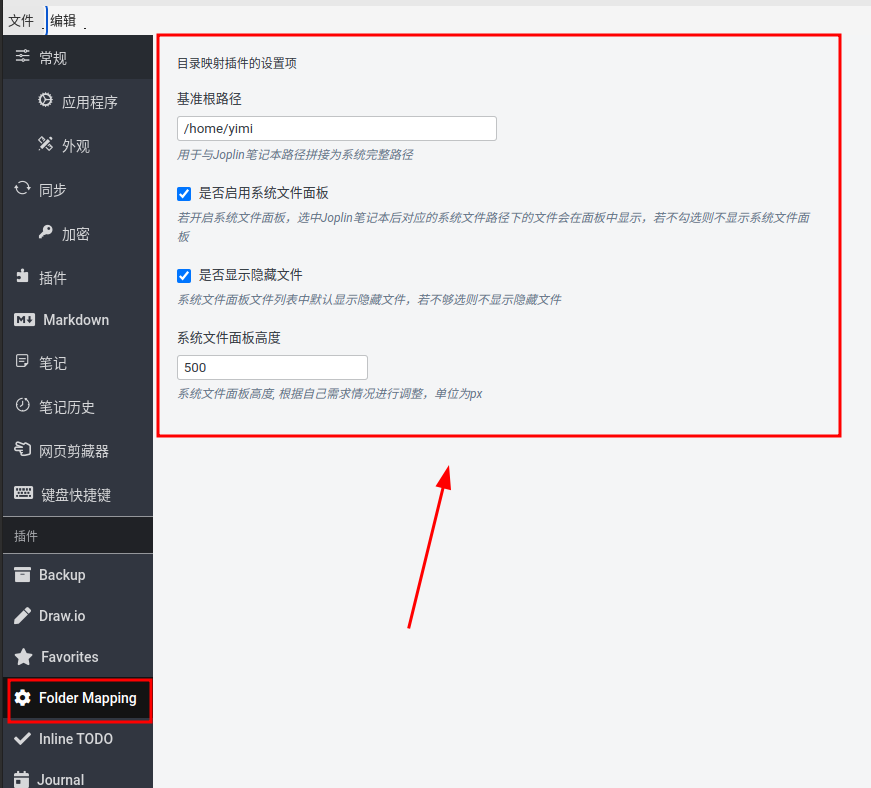 文件 编辑
常规
应用程序
外观
同步
加密
插件
Markdown
笔记
笔记历史
网页剪藏器
键盘快捷键
插件
Backup
Draw.io
Favorites
Folder Mapping
Inline TODO
Journal
目录映射插件的设置项
基准根路径
/home/yimi
用于与Joplin笔记本路径拼接为系统完整路径
是否启用系统文件面板
若开启系统文件面板，选中Joplin笔记本后对应的系统文件路径下的文件会在面板中显示，若不勾选则不显示系统文件面
板
是否显示隐藏文件
系统文件面板文件列表中默认显示隐藏文件，若不够选则不显示隐藏文件
系统文件面板高度
500
系统文件面板高度, 根据自己需求情况进行调整，单位为px